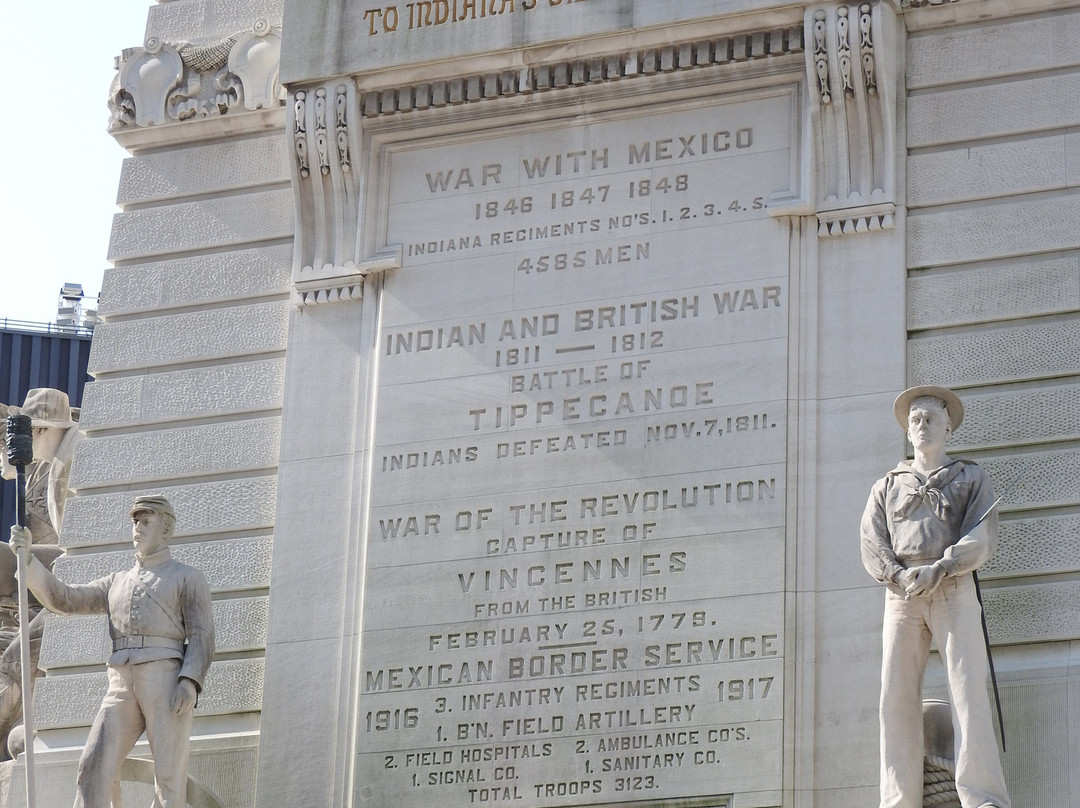 TO INDIANA'S
WAR WITH MEXICO
1846 1847 1848
INDIANA REGIMENTS NO'S. 1. 2. 3. 4. 5.
4585 MEN
INDIAN AND BRITISH WAR
1811 — 1812
BATTLE OF
TIPPECANOE
INDIANS DEFEATED NOV. 7, 1811.
WAR OF THE REVOLUTION
CAPTURE OF
VINCENNES
FROM THE BRITISH
FEBRUARY 25, 1779.
MEXICAN BORDER SERVICE
1916 3. INFANTRY REGIMENTS 1917
1. B'N. FIELD ARTILLERY
2. FIELD HOSPITALS 2. AMBULANCE CO'S.
1. SIGNAL CO. 1. SANITARY CO.
TOTAL TROOPS 3123.